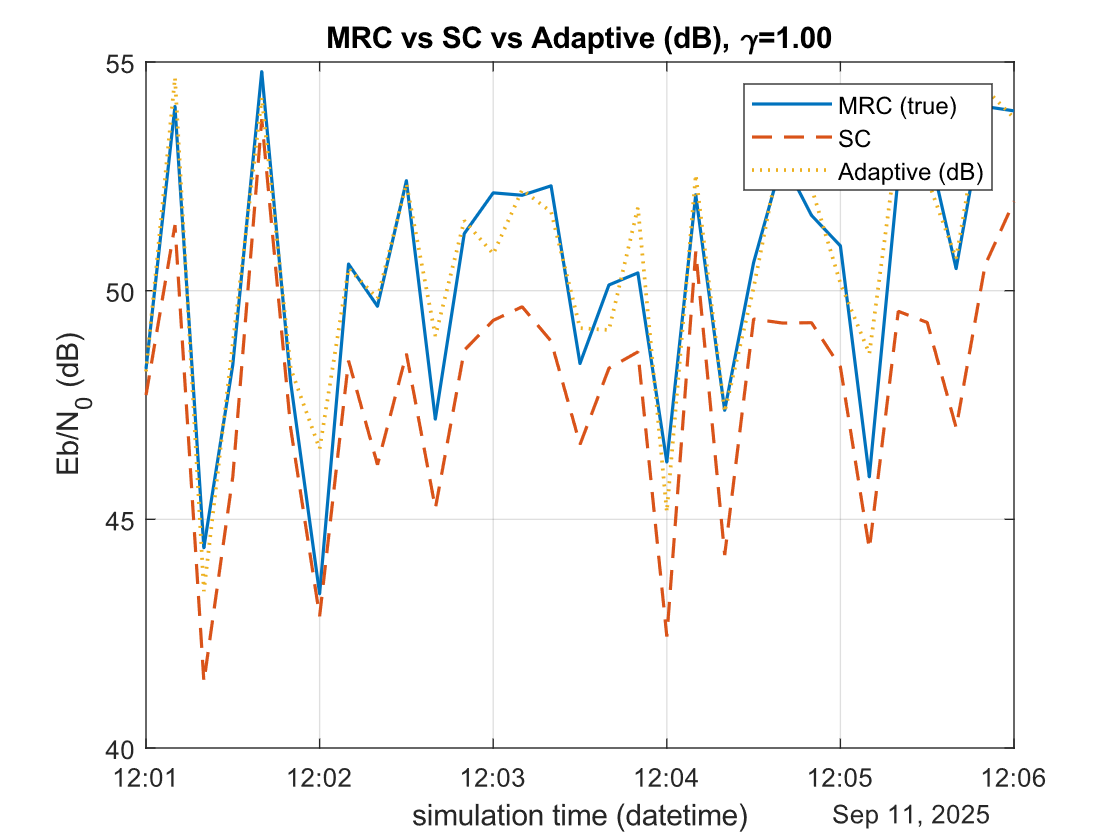 MRC vs SC vs Adaptive (dB), γ=1.00
55
50
45
40
Eb/N0 (dB)
MRC (true)
SC
Adaptive (dB)
12:01 12:02 12:03 12:04 12:05 12:06
simulation time (datetime)
Sep 11, 2025